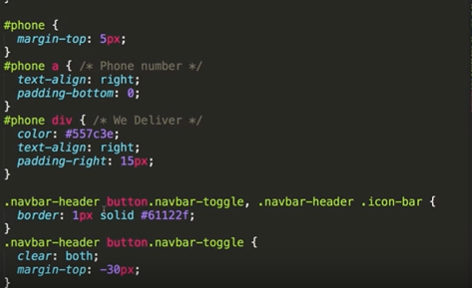 }
#phone {
margin-top: 5px;
}
#phone a { /* Phone number */
text-align: right;
padding-bottom: 0;
}
#phone div { /* We Deliver */
color: #557c3e;
text-align: right;
padding-right: 15px;
}
.navbar-header button.navbar-toggle, .navbar-header .icon-bar {
border: 1px solid #61122f;
}
.navbar-header button.navbar-toggle {
clear: both;
margin-top: -30px;
}